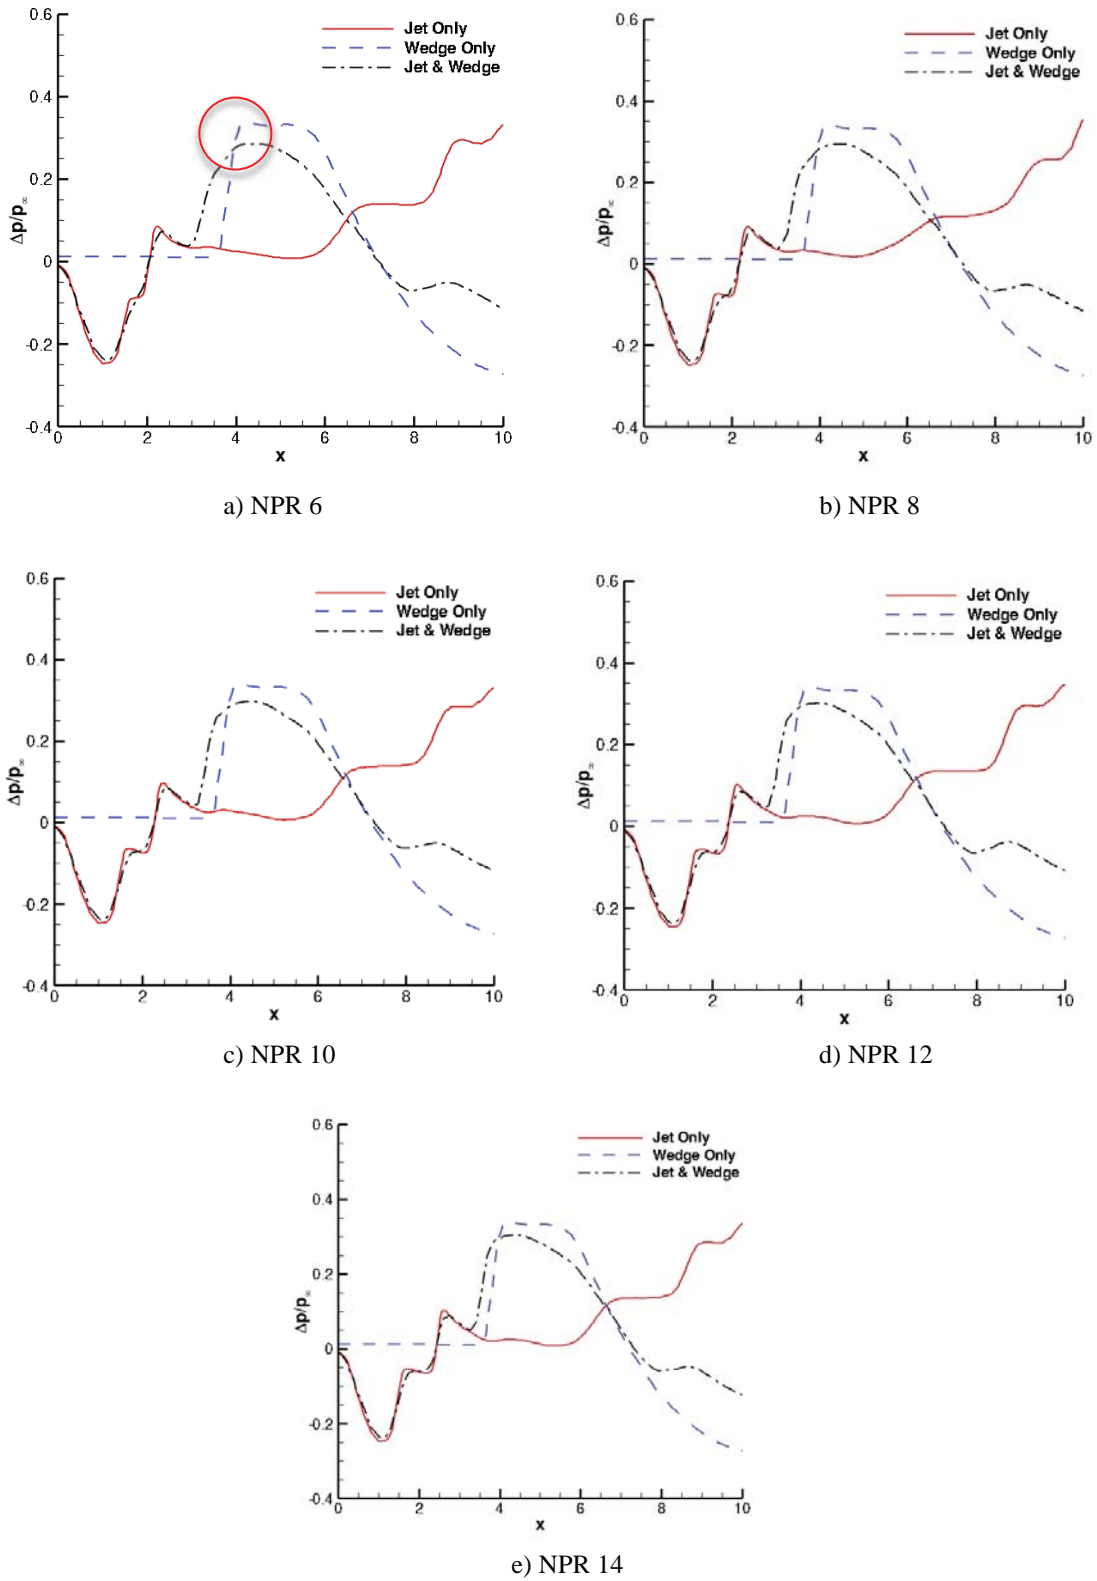 0.6
Jet Only
Wedge Only
Jet & Wedge
0.4
0.2
Δp/p∞
0
-0.2
-0.4
0 2 4 6 8 10
x
a) NPR 6
0.6
Jet Only
Wedge Only
Jet & Wedge
0.4
0.2
Δp/p∞
0
-0.2
-0.4
0 2 4 6 8 10
x
b) NPR 8
0.6
Jet Only
Wedge Only
Jet & Wedge
0.4
0.2
Δp/p∞
0
-0.2
-0.4
0 2 4 6 8 10
x
c) NPR 10
0.6
Jet Only
Wedge Only
Jet & Wedge
0.4
0.2
Δp/p∞
0
-0.2
-0.4
0 2 4 6 8 10
x
d) NPR 12
0.6
Jet Only
Wedge Only
Jet & Wedge
0.4
0.2
Δp/p∞
0
-0.2
-0.4
0 2 4 6 8 10
x
e) NPR 14